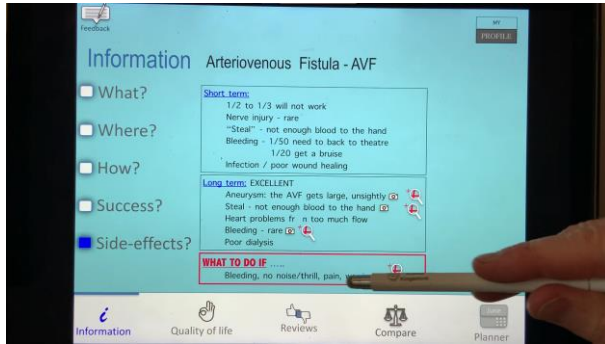 Feedback
MY
PROFILE
Information Arteriovenous Fistula - AVF
What?
Where?
How?
Success?
Side-effects?
Short term:
1/2 to 1/3 will not work
Nerve injury - rare
"Steal" - not enough blood to the hand
Bleeding - 1/50 need to back to theatre
1/20 get a bruise
Infection / poor wound healing
Long term: EXCELLENT
Aneurysm: the AVF gets large, unsightly
Steal - not enough blood to the hand
Heart problems too much flow
Bleeding - rare
Poor dialysis
WHAT TO DO IF .....
Bleeding, no noise/thrill, pain,
i
Information
Quality of life
Reviews
Compare
Planner